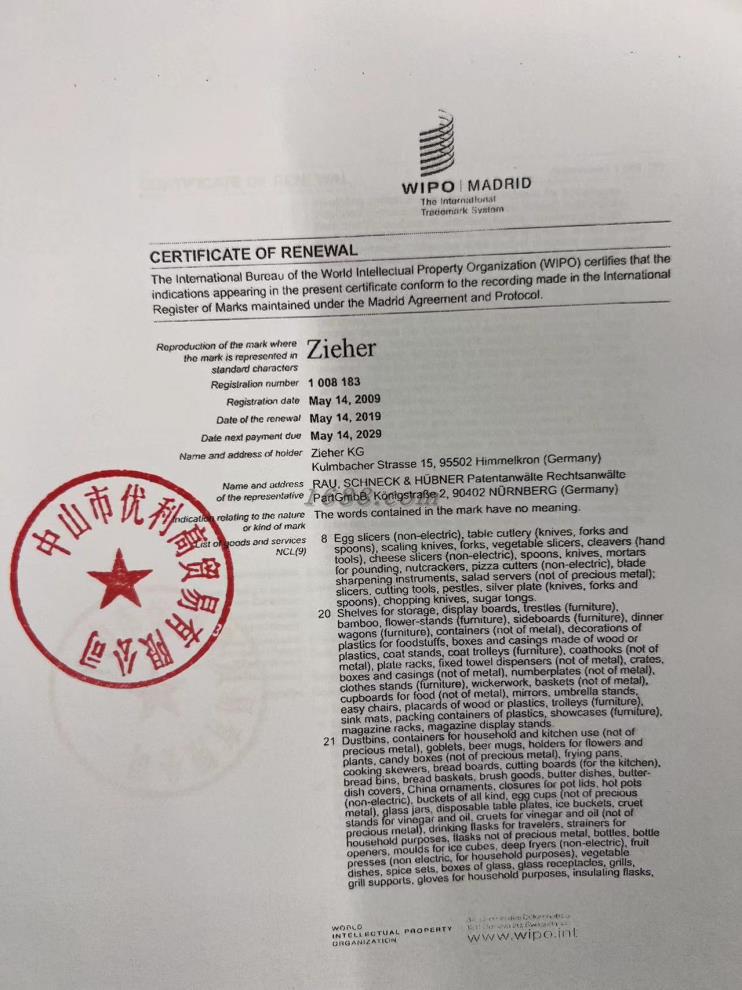 WIPO | MADRID
The International
Trademark System
CERTIFICATE OF RENEWAL
The International Bureau of the World Intellectual Property Organization (WIPO) certifies that the
indications appearing in the present certificate conform to the recording made in the International
Register of Marks maintained under the Madrid Agreement and Protocol.
Reproduction of the mark where
the mark is represented in
standard characters
Zieher
Registration number 1 008 183
Registration date May 14, 2009
Date of the renewal May 14, 2019
Date next payment due May 14, 2029
Name and address of holder Zieher KG
Kulmbacher Strasse 15, 95502 Himmelkron (Germany)
Name and address
of the representative
RAU, SCHNECK & HÜBNER Patentanwälte Rechtsanwälte
PartGmbB, Königstraße 2, 90402 NÜRNBERG (Germany)
1688.com
Indication relating to the nature
or kind of mark
The words contained in the mark have no meaning.
List of goods and services
NCL(9)
8 Egg slicers (non-electric), table cutlery (knives, forks and
spoons), scaling knives, forks, vegetable slicers, cleavers (hand
tools), cheese slicers (non-electric), spoons, knives, mortars
for pounding, nutcrackers, pizza cutters (non-electric), blade
sharpening instruments, salad servers (not of precious metal);
slicers, cutting tools, pestles, silver plate (knives, forks and
spoons), chopping knives, sugar tongs.
20 Shelves for storage, display boards, trestles (furniture),
bamboo, flower-stands (furniture), sideboards (furniture), dinner
wagons (furniture), containers (not of metal), decorations of
plastics for foodstuffs, boxes and casings made of wood or
plastics, coat stands, coat trolleys (furniture), coathooks (not of
metal), plate racks, fixed towel dispensers (not of metal), crates,
boxes and casings (not of metal), numberplates (not of metal),
clothes stands (furniture), wickerwork, baskets (not of metal),
cupboards for food (not of metal), mirrors, umbrella stands,
easy chairs, placards of wood or plastics, trolleys (furniture),
sink mats, packing containers of plastics, showcases (furniture),
magazine racks, magazine display stands.
21 Dustbins, containers for household and kitchen use (not of
precious metal), goblets, beer mugs, holders for flowers and
plants, candy boxes (not of precious metal), frying pans,
cooking skewers, bread boards, cutting boards (for the kitchen),
bread bins, bread baskets, brush goods, butter dishes, butter-
dish covers, China ornaments, closures for pot lids, hot pots
(non-electric), buckets of all kind, egg cups (not of precious
metal), glass jars, disposable table plates, ice buckets, cruet
stands for vinegar and oil, cruets for vinegar and oil (not of
precious metal), drinking flasks for travelers, strainers for
household purposes, flasks not of precious metal, bottles, bottle
openers, moulds for ice cubes, deep fryers (non-electric), fruit
presses (non electric, for household purposes), vegetable
dishes, spice sets, boxes of glass, glass receptacles, grills,
grill supports, gloves for household purposes, insulating flasks,
中山市优利高贸易有限公司
WORLD
INTELLECTUAL PROPERTY
ORGANIZATION
www.wipo.int